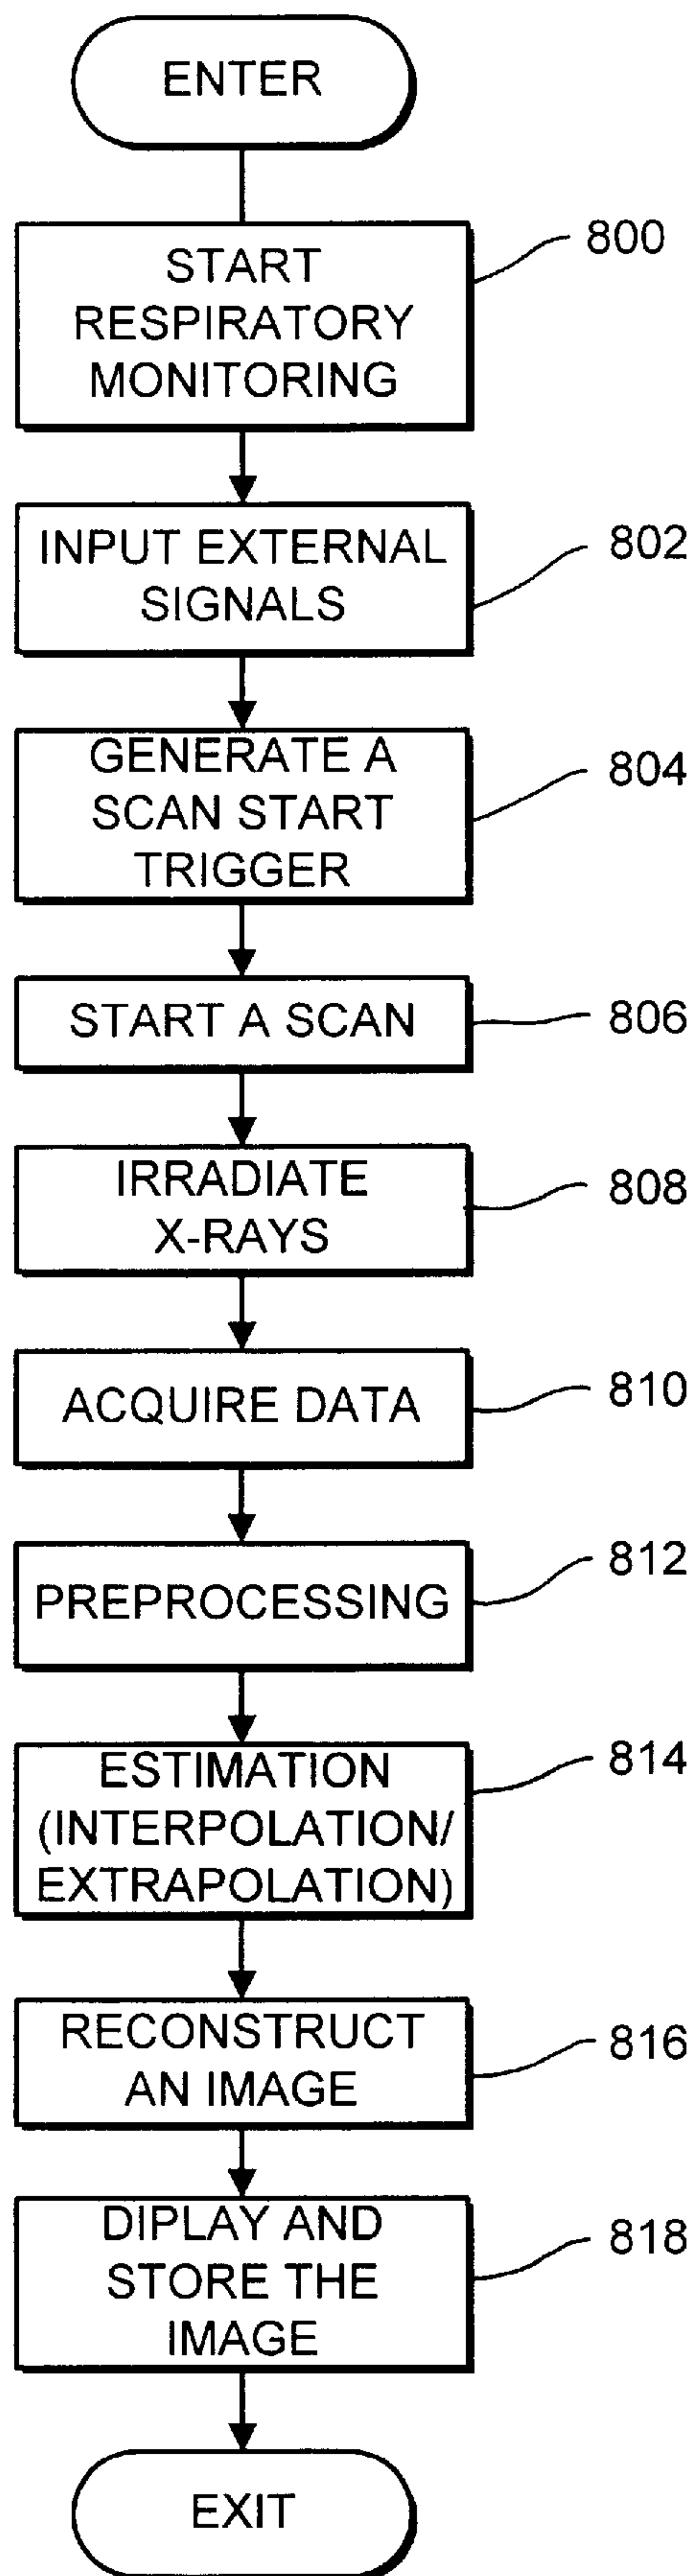 ENTER
START
RESPIRATORY
MONITORING
800
INPUT EXTERNAL
SIGNALS
802
GENERATE A
SCAN START
TRIGGER
804
START A SCAN
806
IRRADIATE
X-RAYS
808
ACQUIRE DATA
810
PREPROCESSING
812
ESTIMATION
(INTERPOLATION/
EXTRAPOLATION)
814
RECONSTRUCT
AN IMAGE
816
DIPLAY AND
STORE THE
IMAGE
818
EXIT